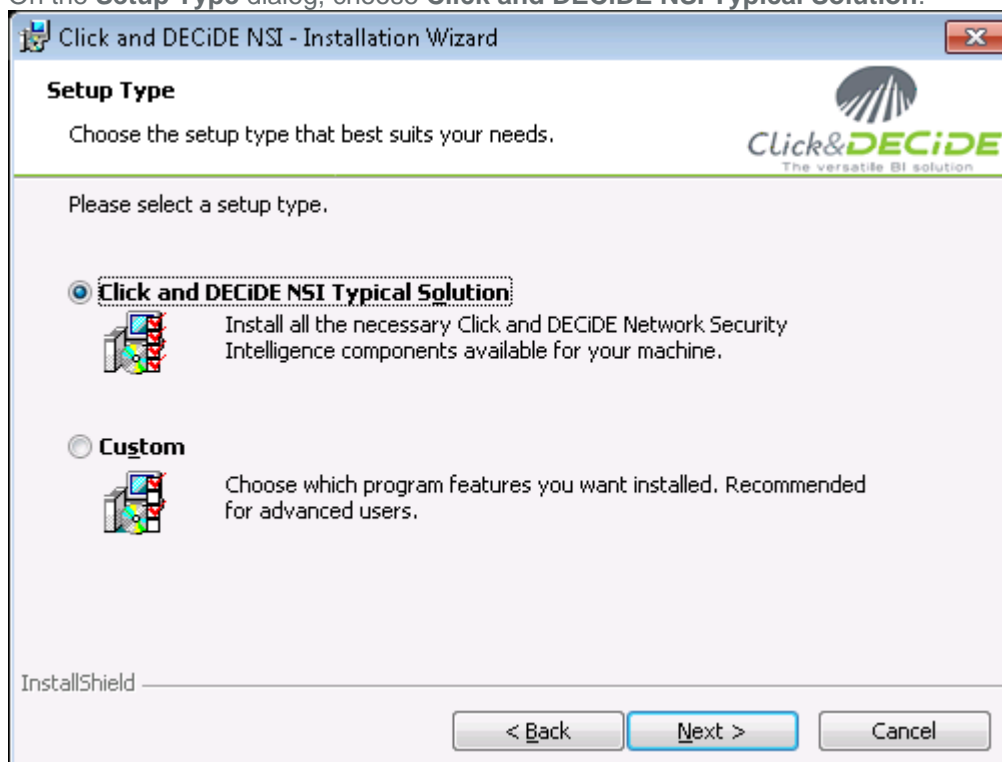 On the Setup Type dialog, choose Click and DECiDE NSI Typical Solution.
Click and DECiDE NSI - Installation Wizard
Setup Type
Choose the setup type that best suits your needs.
Click&DECiDE
The versatile BI solution
Please select a setup type.
Click and DECiDE NSI Typical Solution
Install all the necessary Click and DECiDE Network Security
Intelligence components available for your machine.
Custom
Choose which program features you want installed. Recommended
for advanced users.
InstallShield
< Back Next > Cancel